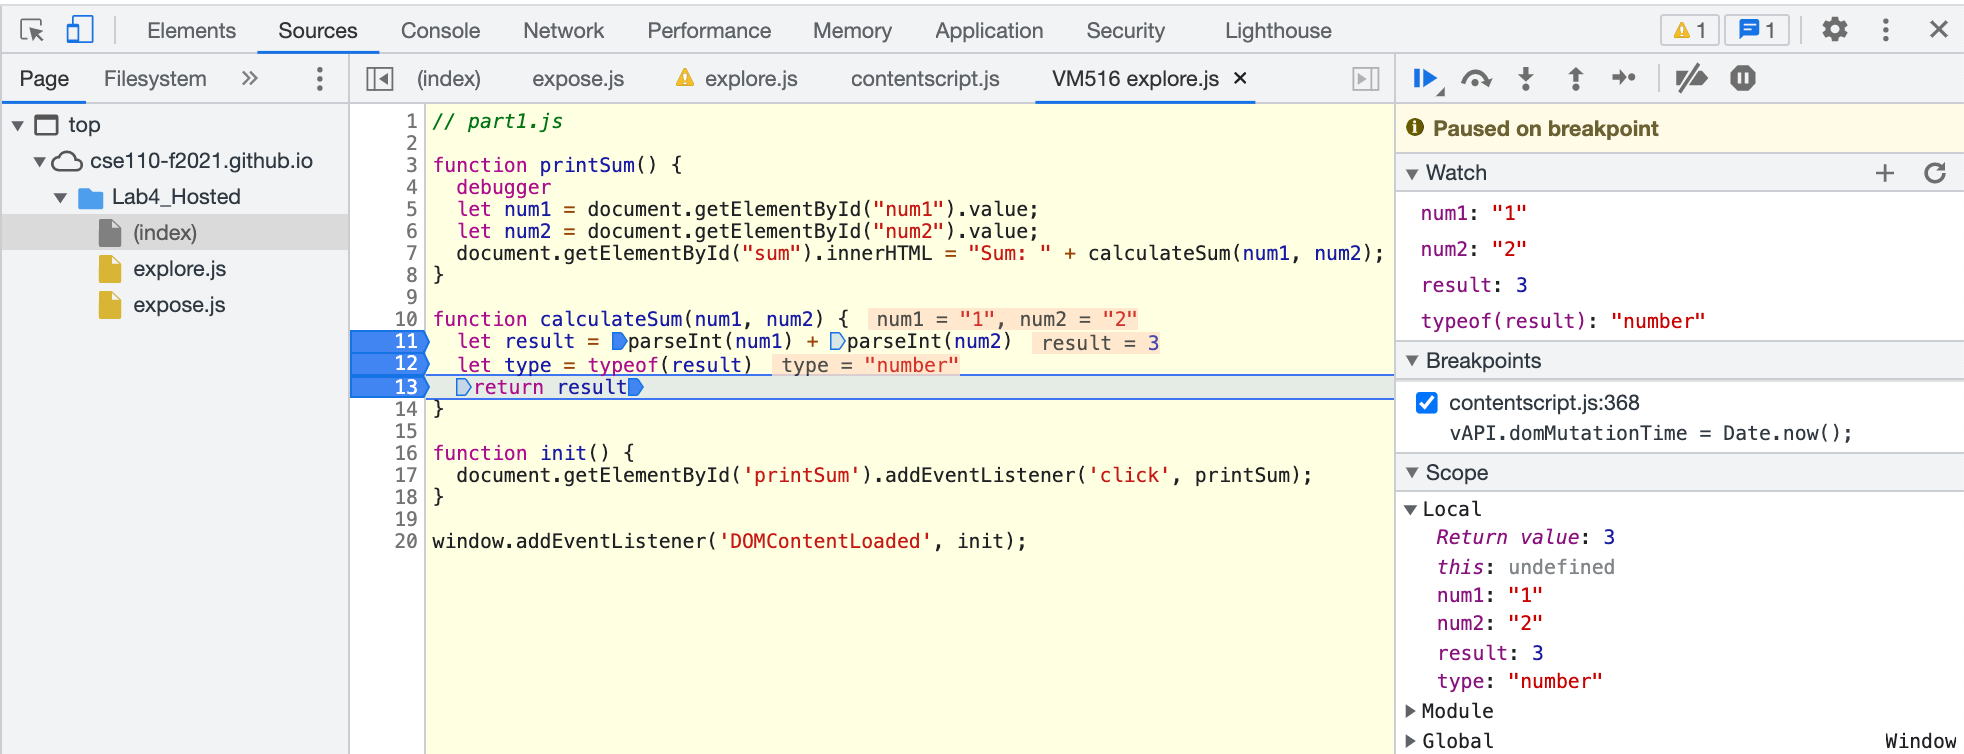 Elements Sources Console Network Performance Memory Application Security Lighthouse 1 1
Page Filesystem
top
cse110-f2021.github.io
Lab4_Hosted
(index)
explore.js
expose.js
(index) expose.js explore.js contentscript.js VM516 explore.js
1 // part1.js
2
3 function printSum() {
4 debugger
5 let num1 = document.getElementById("num1").value;
6 let num2 = document.getElementById("num2").value;
7 document.getElementById("sum").innerHTML = "Sum: " + calculateSum(num1, num2);
8 }
9
10 function calculateSum(num1, num2) { num1 = "1", num2 = "2"
11 let result = parseInt(num1) + parseInt(num2) result = 3
12 let type = typeof(result) type = "number"
13 return result
14 }
15
16 function init() {
17 document.getElementById('printSum').addEventListener('click', printSum);
18 }
19
20 window.addEventListener('DOMContentLoaded', init);
Paused on breakpoint
Watch
num1: "1"
num2: "2"
result: 3
typeof(result): "number"
Breakpoints
contentscript.js:368
vAPI.domMutationTime = Date.now();
Scope
Local
Return value: 3
this: undefined
num1: "1"
num2: "2"
result: 3
type: "number"
Module
Global Window